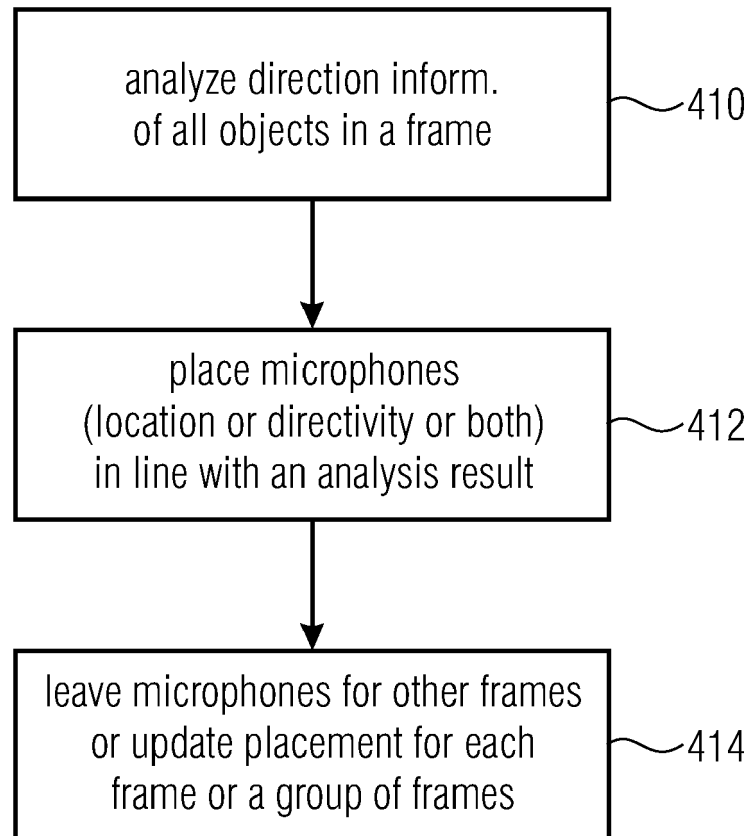 analyze direction inform.
of all objects in a frame
410
place microphones
(location or directivity or both)
in line with an analysis result
412
leave microphones for other frames
or update placement for each
frame or a group of frames
414